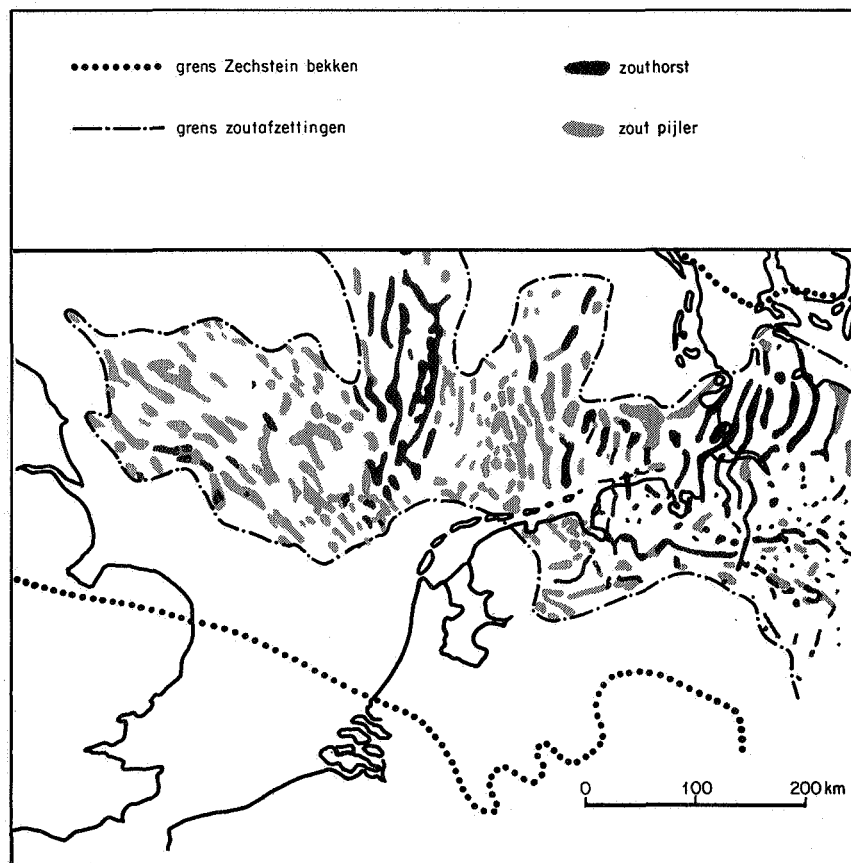 grens Zechstein bekken
zouthorst
grens zoutafzettingen
zout pijler
0 100 200 km